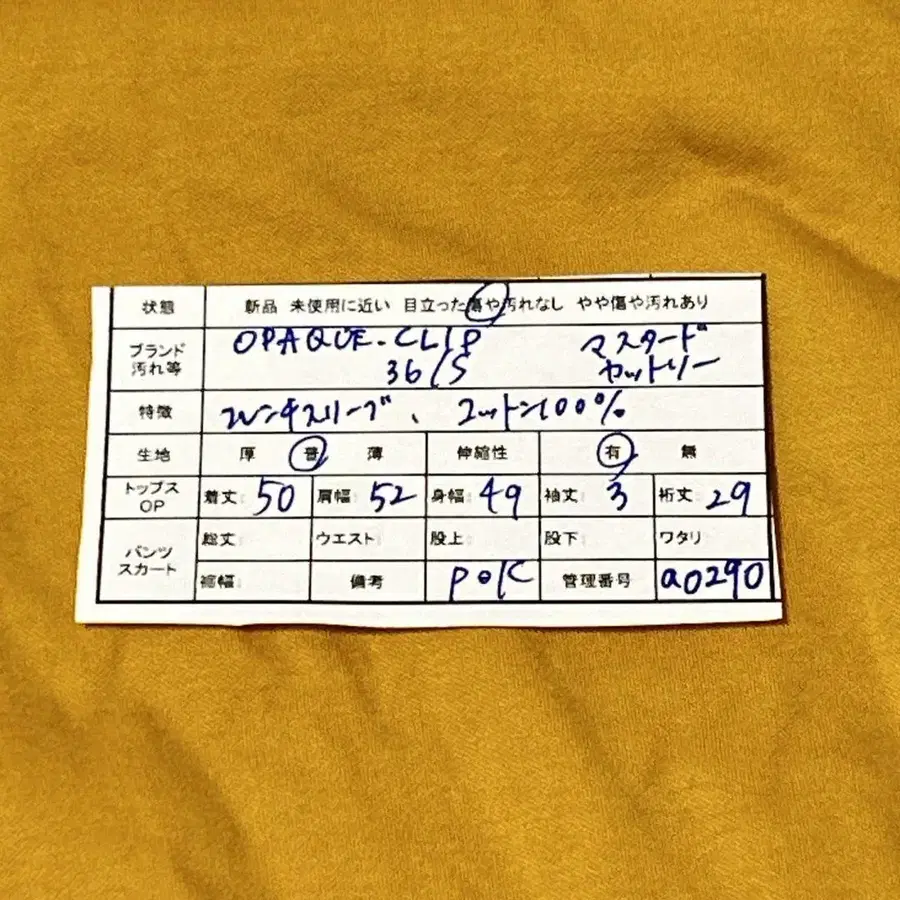 状態 新品 未使用に近い 目立った傷や汚れなし やや傷や汚れあり
ブランド 汚れ等 OPAQUE.CLIP マスタード
36/S カットソー
特徴 フレンチスリーブ、コットン100%
生地 厚 普 薄 伸縮性 有 無
トップス OP 着丈: 50 肩幅: 52 身幅: 49 袖丈: 3 裄丈: 29
パンツ スカート 総丈: ウエスト: 股上: 股下: ワタリ:
裾幅: 備考 POK 管理番号 a0290